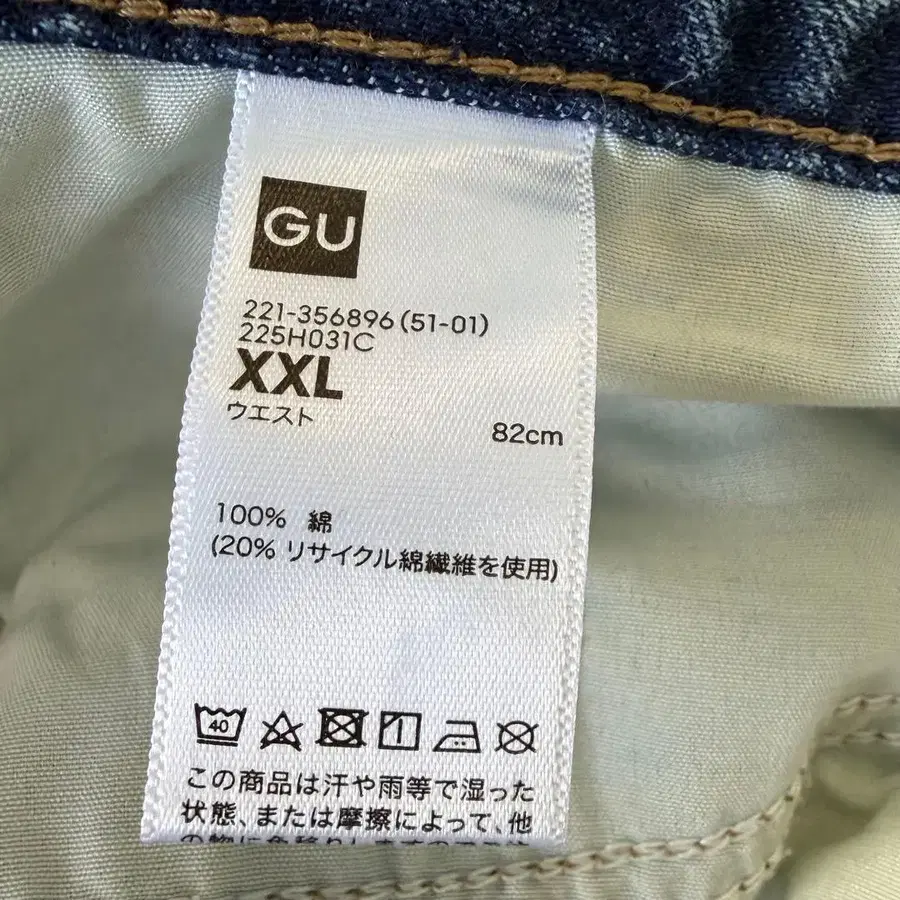 GU
221-356896 (51-01)
225H031C
XXL
ウエスト
82cm
100% 綿
(20% リサイクル綿繊維を使用)
40
この商品は汗や雨等で湿った
状態、または摩擦によって、他